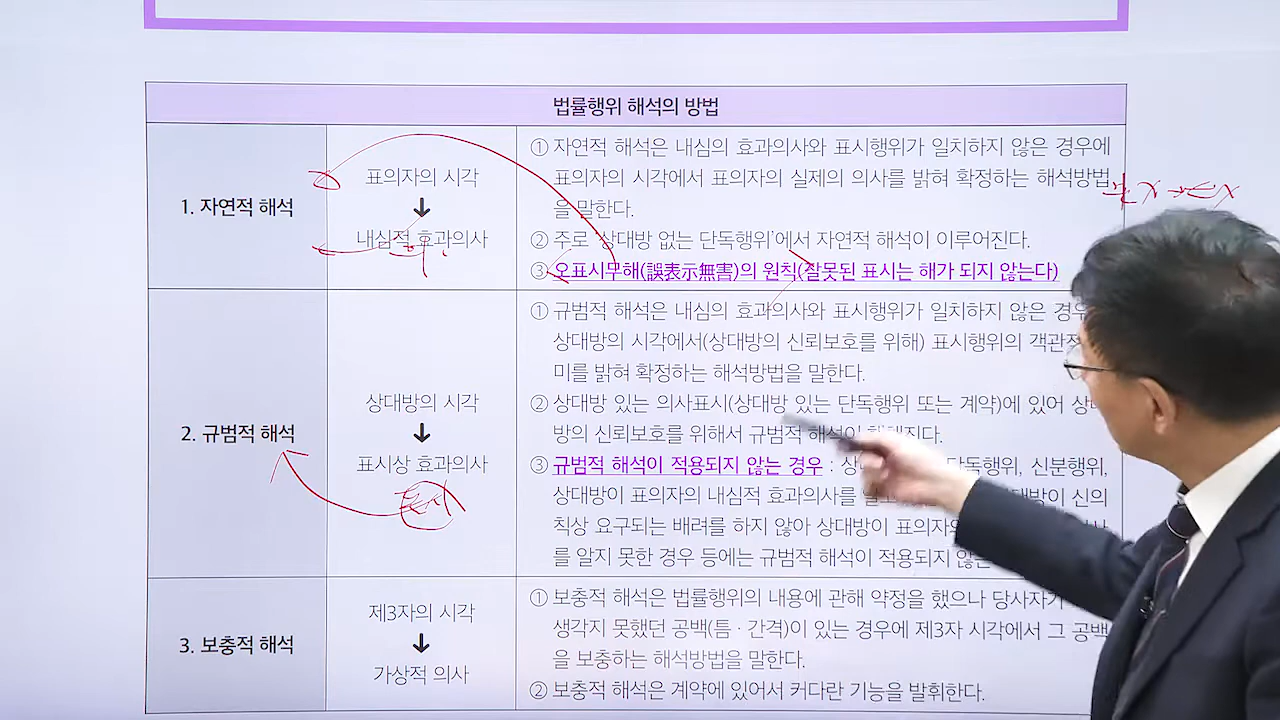 법률행위 해석의 방법
1. 자연적 해석
표의자의 시각
↓
내심적 효과의사
① 자연적 해석은 내심의 효과의사와 표시행위가 일치하지 않은 경우에
표의자의 시각에서 표의자의 실제의 의사를 밝혀 확정하는 해석방법
을 말한다.
② 주로 '상대방 없는 단독행위'에서 자연적 해석이 이루어진다.
③ 오표시무해(誤表示無害)의 원칙(잘못된 표시는 해가 되지 않는다)
2. 규범적 해석
상대방의 시각
↓
표시상 효과의사
표시
① 규범적 해석은 내심의 효과의사와 표시행위가 일치하지 않은 경우
상대방의 시각에서(상대방의 신뢰보호를 위해) 표시행위의 객관적
미를 밝혀 확정하는 해석방법을 말한다.
② 상대방 있는 의사표시(상대방 있는 단독행위 또는 계약)에 있어 상
방의 신뢰보호를 위해서 규범적 해석이 행해진다.
③ 규범적 해석이 적용되지 않는 경우 : 상 단독행위, 신분행위,
상대방이 표의자의 내심적 효과의사를 대방이 신의
칙상 요구되는 배려를 하지 않아 상대방이 표의자
를 알지 못한 경우 등에는 규범적 해석이 적용되지 않는
3. 보충적 해석
제3자의 시각
↓
가상적 의사
① 보충적 해석은 법률행위의 내용에 관해 약정을 했으나 당사자가
생각지 못했던 공백(틈·간격)이 있는 경우에 제3자 시각에서 그 공백
을 보충하는 해석방법을 말한다.
② 보충적 해석은 계약에 있어서 커다란 기능을 발휘한다.